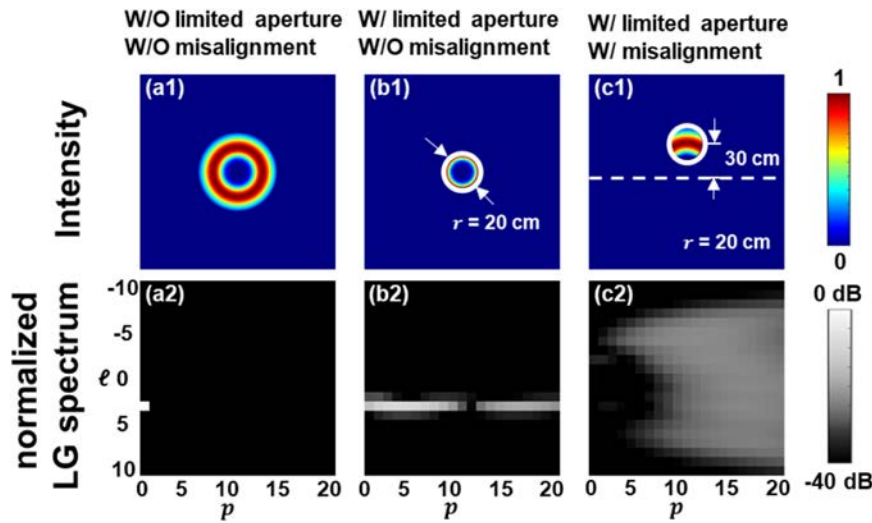 W/O limited aperture
W/O misalignment
W/ limited aperture
W/O misalignment
W/ limited aperture
W/ misalignment
Intensity
(a1)
(b1)
r = 20 cm
(c1)
30 cm
r = 20 cm
1
0
normalized
LG spectrum
-10
-5
ℓ 0
5
10
(a2)
(b2)
(c2)
0 dB
-40 dB
0 5 10 15 20
p
0 5 10 15 20
p
0 5 10 15 20
p